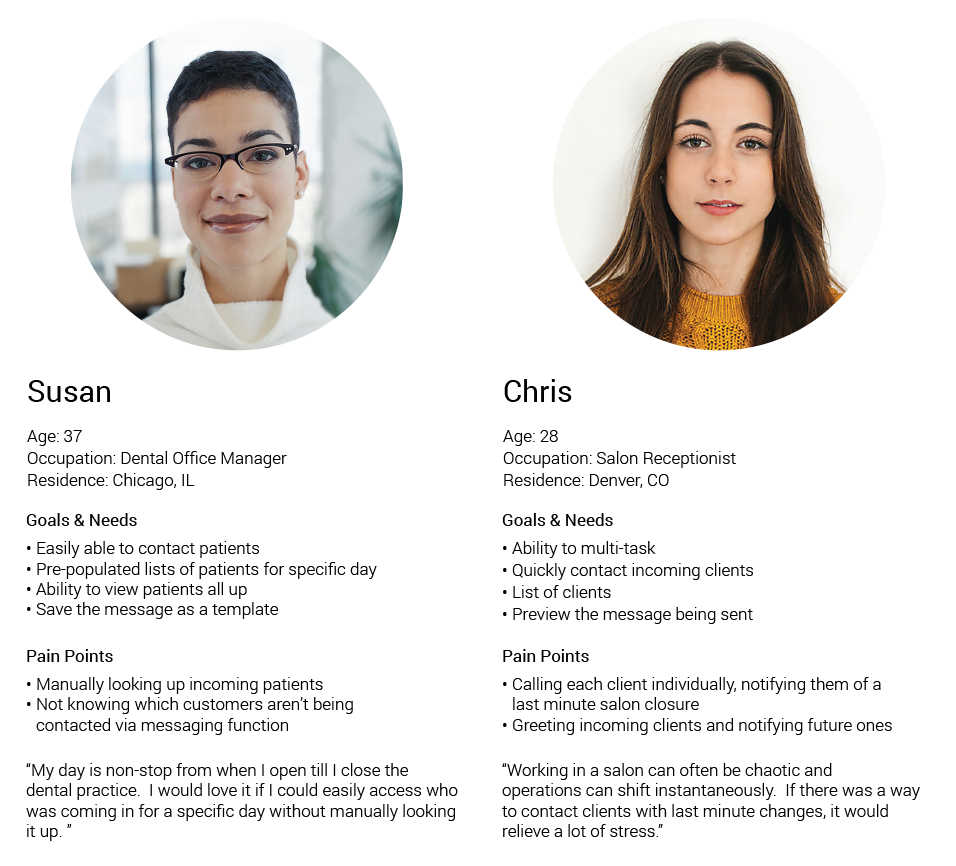 Susan
Age: 37
Occupation: Dental Office Manager
Residence: Chicago, IL
Goals & Needs
• Easily able to contact patients
• Pre-populated lists of patients for specific day
• Ability to view patients all up
• Save the message as a template
Pain Points
• Manually looking up incoming patients
• Not knowing which customers aren’t being
contacted via messaging function
“My day is non-stop from when I open till I close the
dental practice.  I would love it if I could easily access who
was coming in for a specific day without manually looking
it up. ”
Chris
Age: 28
Occupation: Salon Receptionist
Residence: Denver, CO
Goals & Needs
• Ability to multi-task
• Quickly contact incoming clients
• List of clients
• Preview the message being sent
Pain Points
• Calling each client individually, notifying them of a
last minute salon closure
• Greeting incoming clients and notifying future ones
“Working in a salon can often be chaotic and
operations can shift instantaneously.  If there was a way
to contact clients with last minute changes, it would
relieve a lot of stress.”